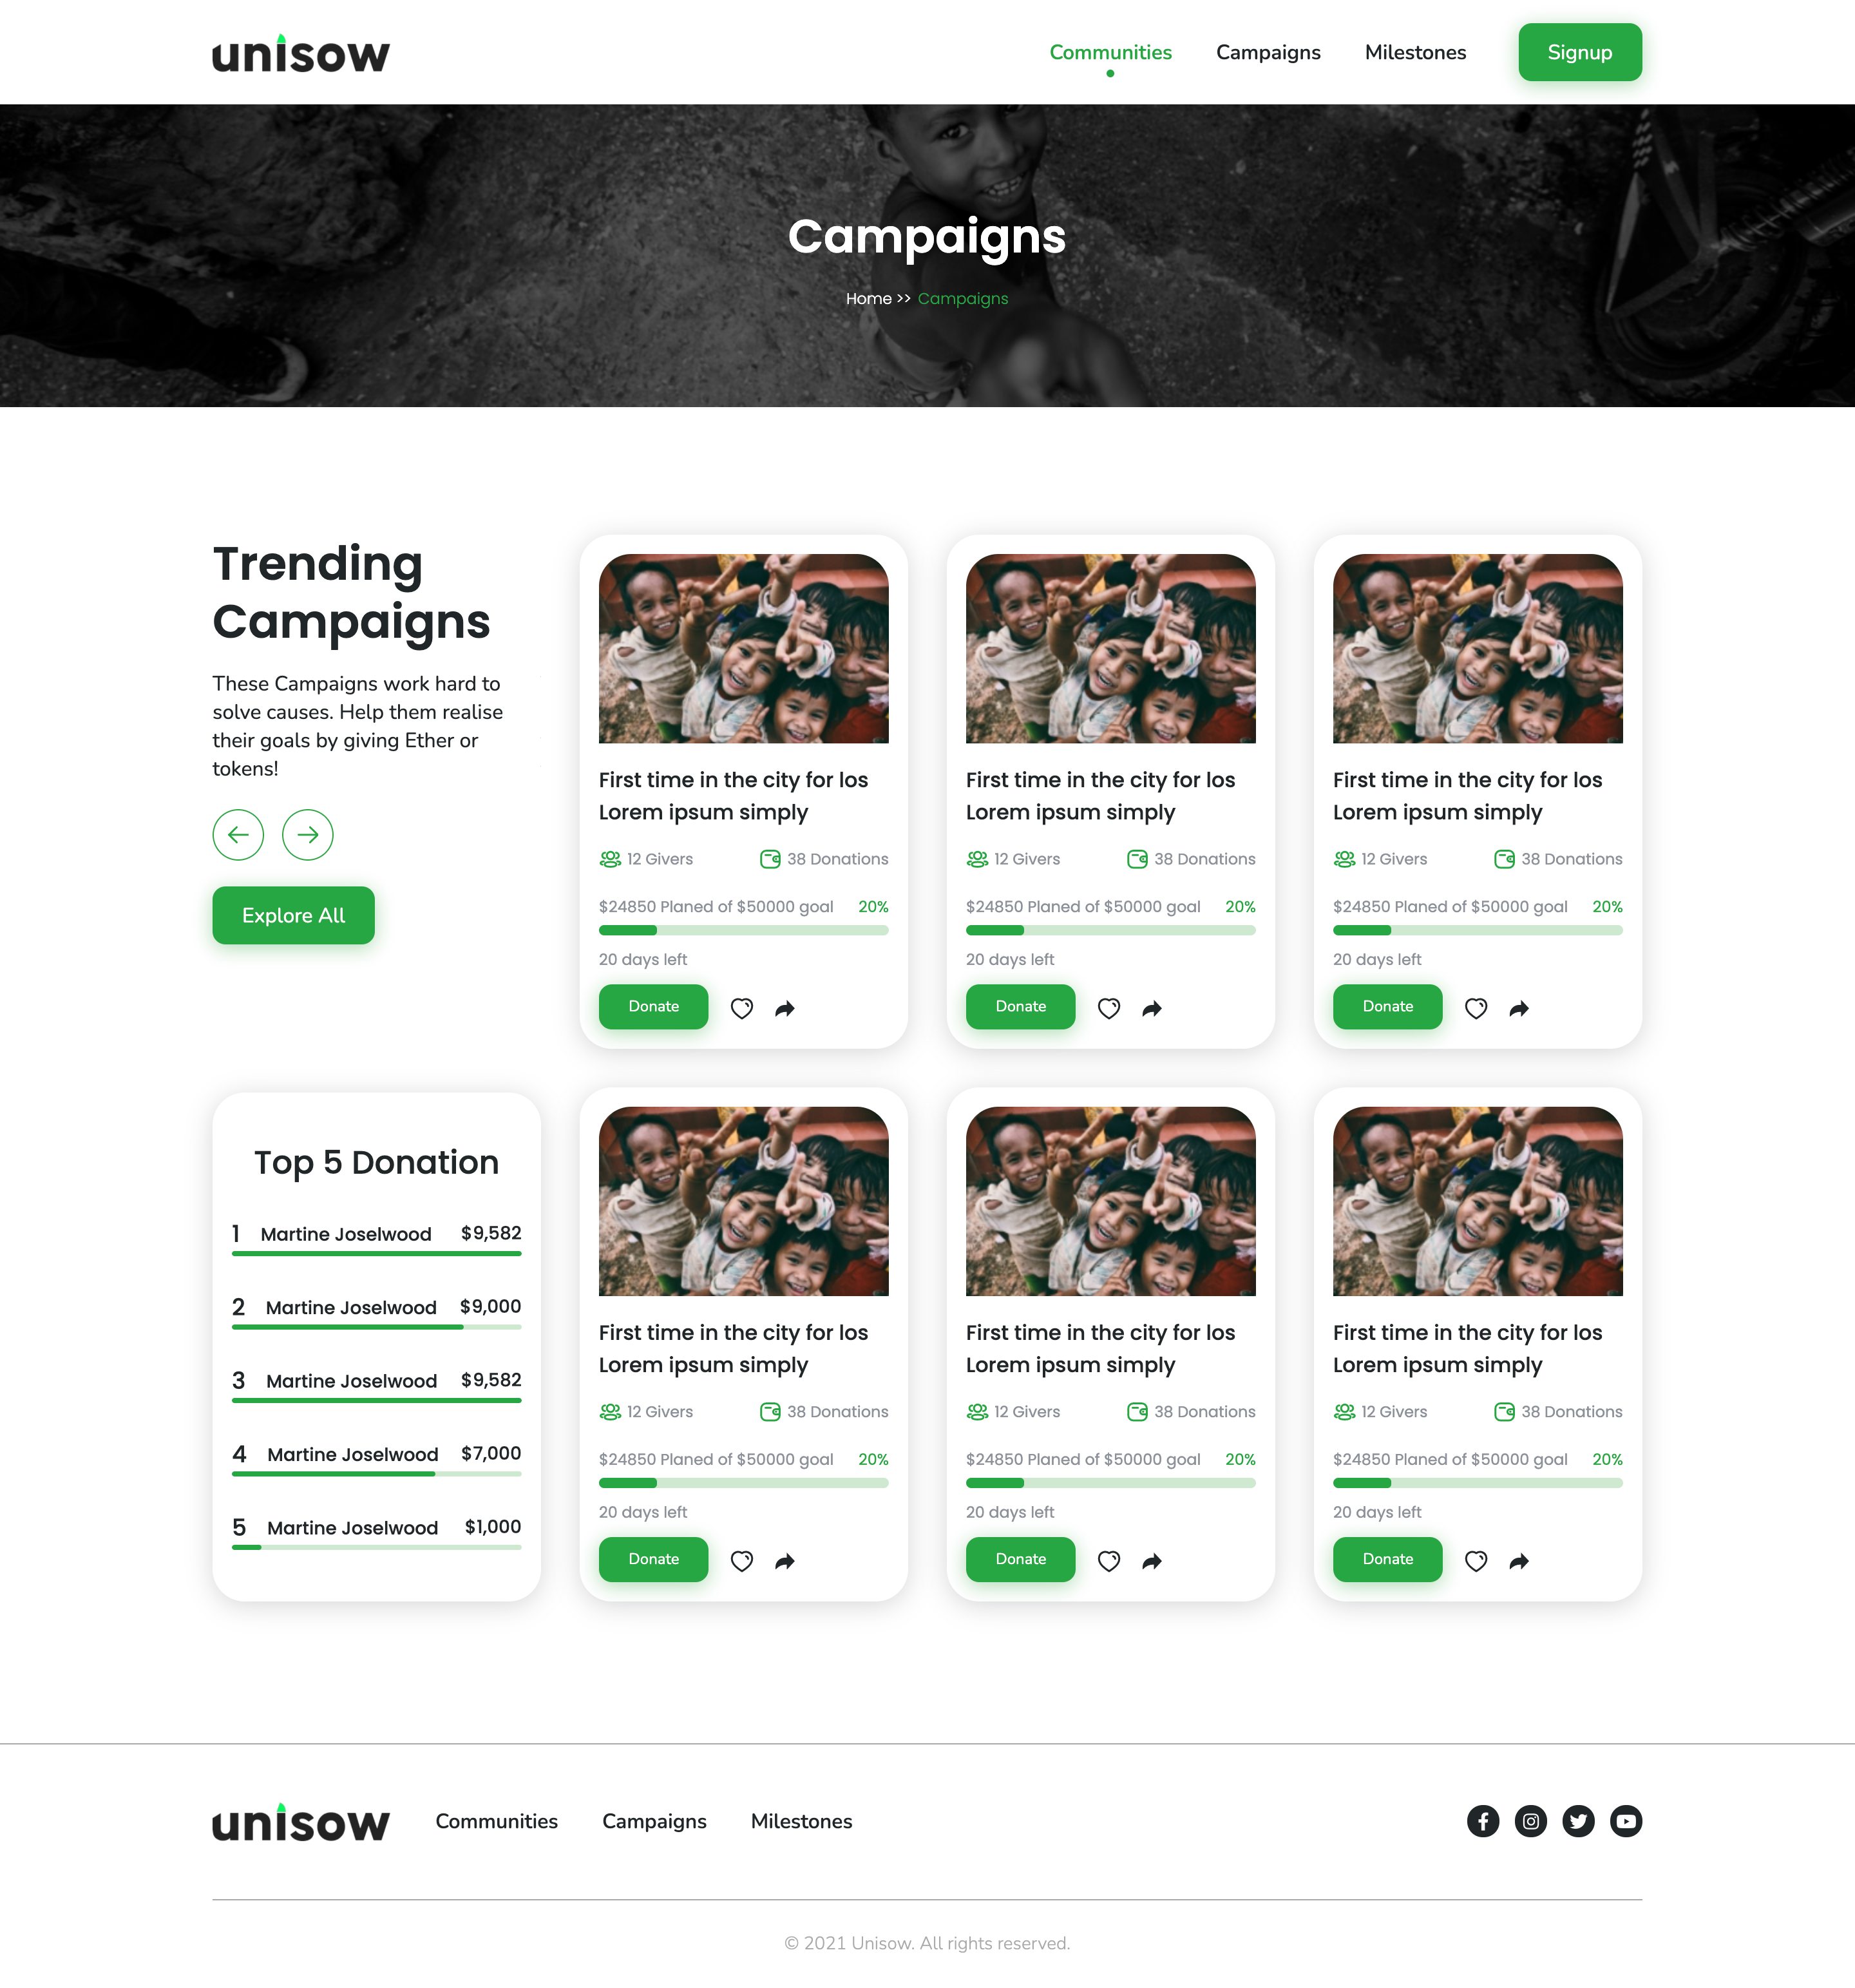 unisow
Communities
Campaigns
Milestones
Signup
Campaigns
Home >> Campaigns
Trending
Campaigns
These Campaigns work hard to
solve causes. Help them realise
their goals by giving Ether or
tokens!
Explore All
First time in the city for los
Lorem ipsum simply
12 Givers
38 Donations
$24850 Planed of $50000 goal
20%
20 days left
Donate
First time in the city for los
Lorem ipsum simply
12 Givers
38 Donations
$24850 Planed of $50000 goal
20%
20 days left
Donate
First time in the city for los
Lorem ipsum simply
12 Givers
38 Donations
$24850 Planed of $50000 goal
20%
20 days left
Donate
Top 5 Donation
1 Martine Joselwood $9,582
2 Martine Joselwood $9,000
3 Martine Joselwood $9,582
4 Martine Joselwood $7,000
5 Martine Joselwood $1,000
First time in the city for los
Lorem ipsum simply
12 Givers
38 Donations
$24850 Planed of $50000 goal
20%
20 days left
Donate
First time in the city for los
Lorem ipsum simply
12 Givers
38 Donations
$24850 Planed of $50000 goal
20%
20 days left
Donate
First time in the city for los
Lorem ipsum simply
12 Givers
38 Donations
$24850 Planed of $50000 goal
20%
20 days left
Donate
unisow
Communities
Campaigns
Milestones
© 2021 Unisow. All rights reserved.